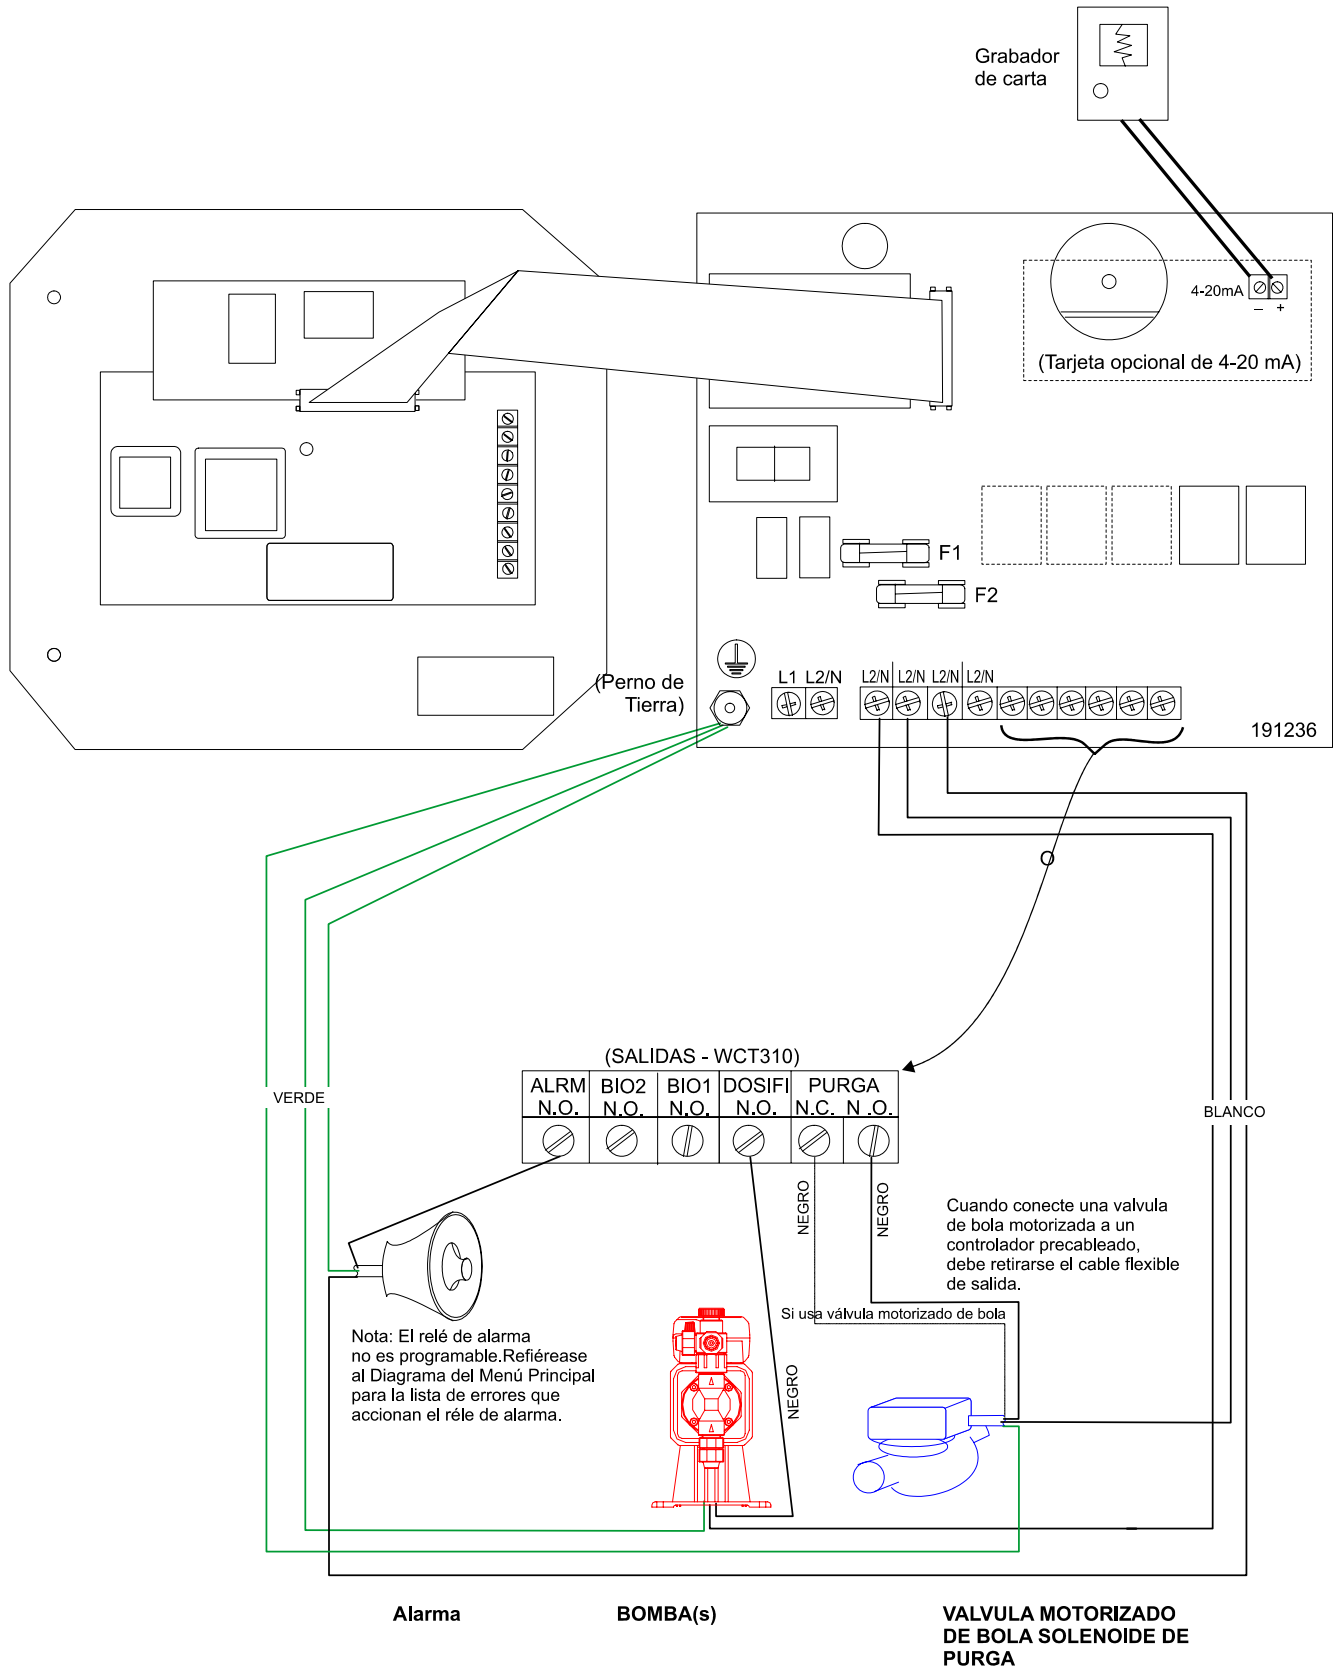 Grabador
de carta
4-20mA
– +
(Tarjeta opcional de 4-20 mA)
F1
F2
(Perno de
Tierra)
L1 L2/N
L2/N L2/N L2/N L2/N
191236
O
(SALIDAS - WCT310)
ALRM BIO2 BIO1 DOSIFI PURGA
N.O. N.O. N.O. N.O. N.C. N .O.
VERDE
BLANCO
NEGRO
NEGRO
Cuando conecte una valvula
de bola motorizada a un
controlador precableado,
debe retirarse el cable flexible
de salida.
Si usa válvula motorizado de bola
Nota: El relé de alarma
no es programable.Refiérease
al Diagrama del Menú Principal
para la lista de errores que
accionan el réle de alarma.
NEGRO
Alarma
BOMBA(s)
VALVULA MOTORIZADO
DE BOLA SOLENOIDE DE
PURGA